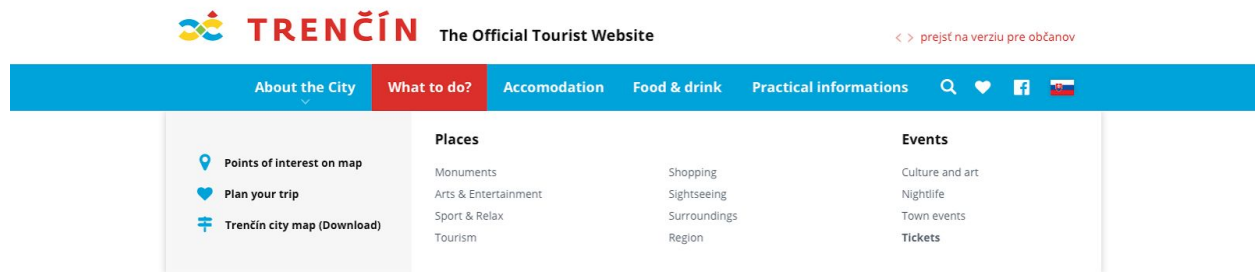 TRENČÍN The Official Tourist Website
< > prejsť na verziu pre občanov
About the City What to do? Accomodation Food & drink Practical informations
Points of interest on map
Plan your trip
Trenčín city map (Download)
Places
Monuments
Arts & Entertainment
Sport & Relax
Tourism
Shopping
Sightseeing
Surroundings
Region
Events
Culture and art
Nightlife
Town events
Tickets